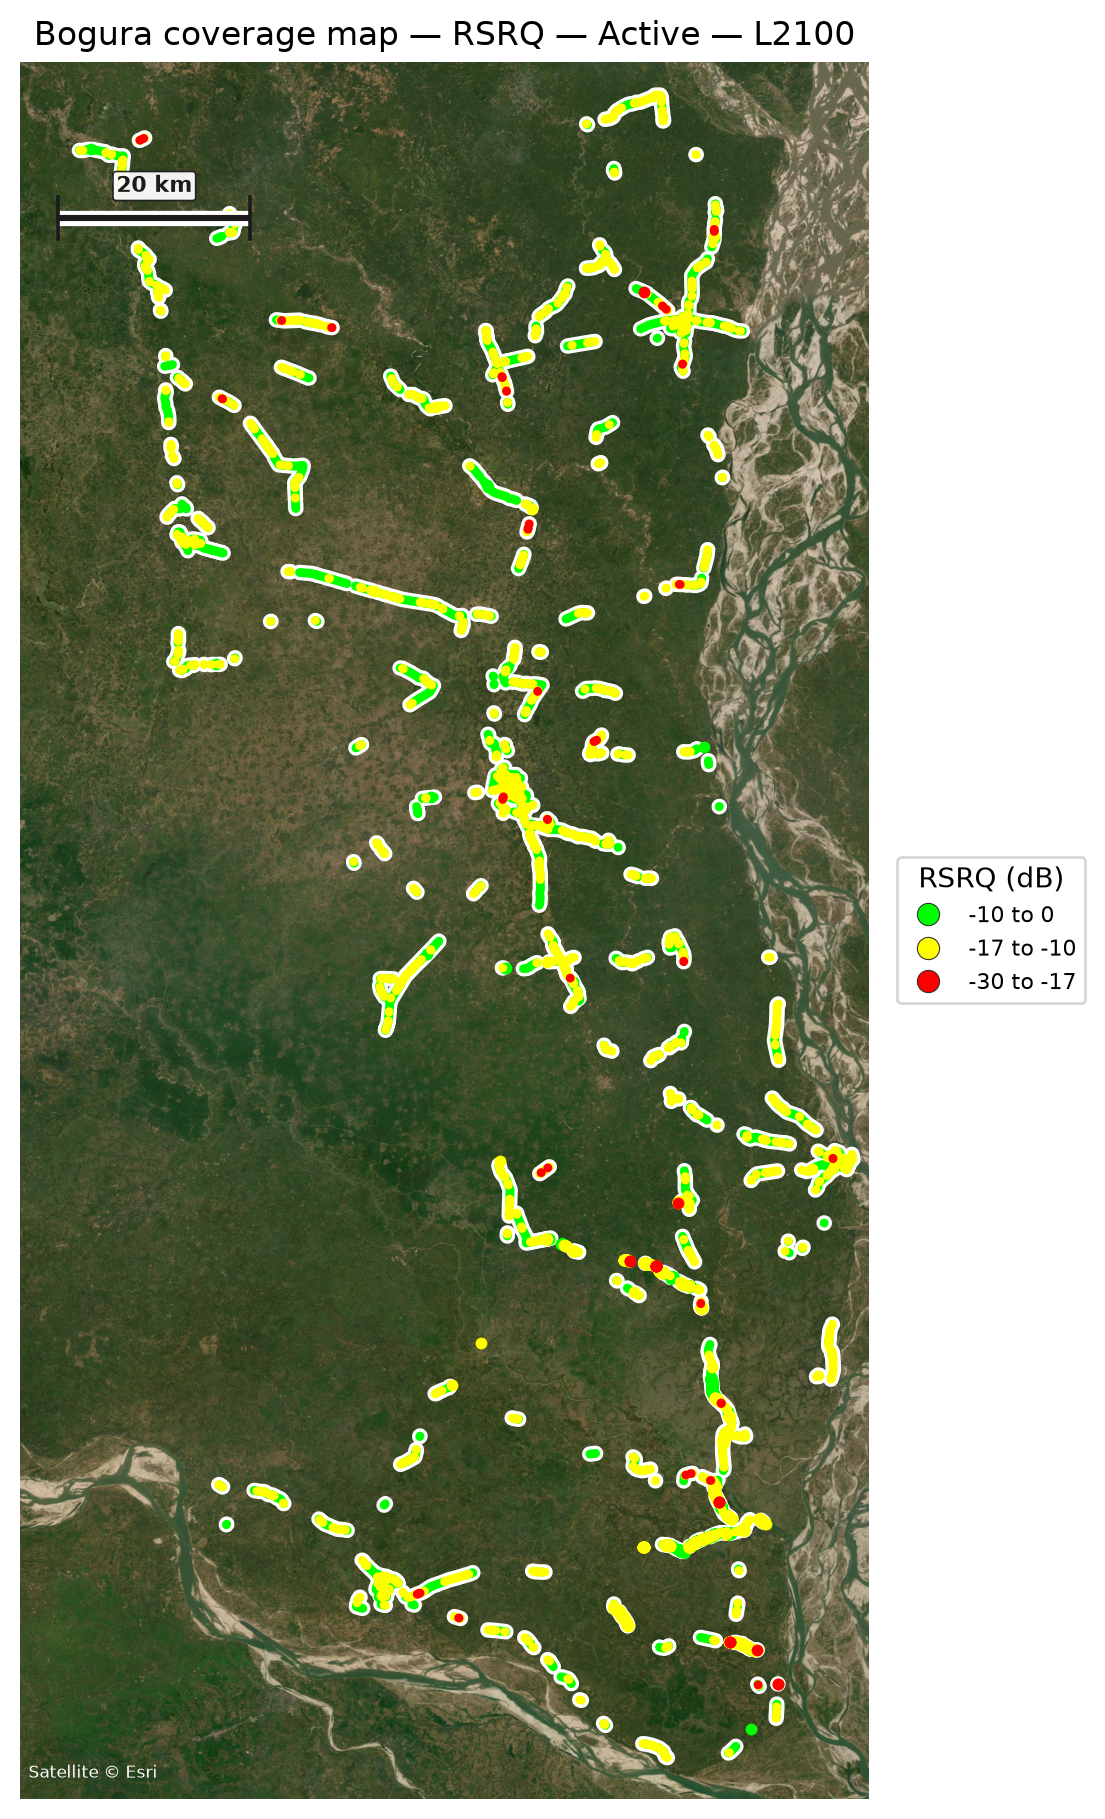 Bogura coverage map — RSRQ — Active — L2100
20 km
RSRQ (dB)
-10 to 0
-17 to -10
-30 to -17
Satellite © Esri